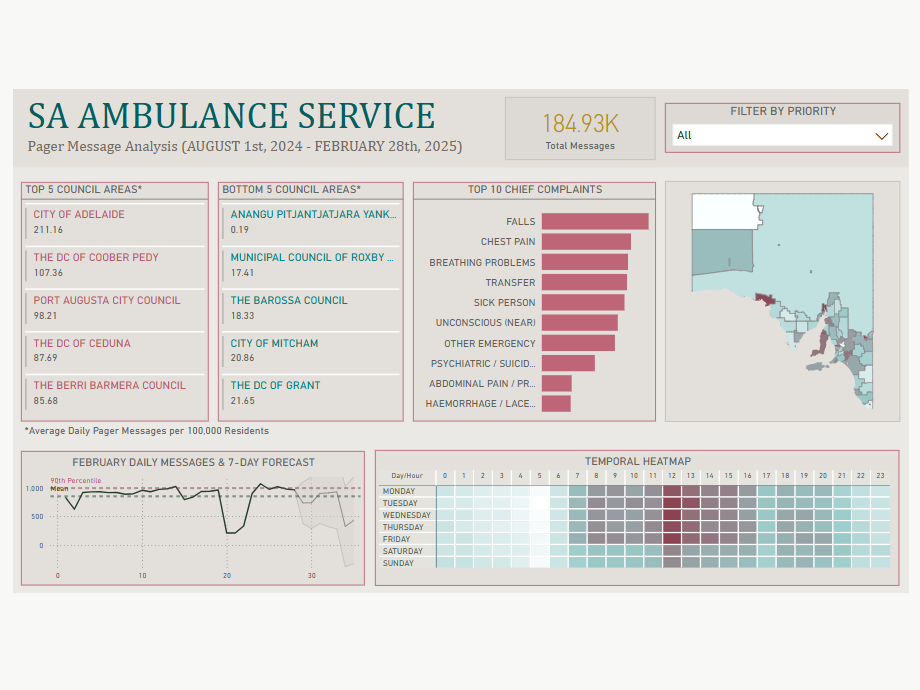 SA AMBULANCE SERVICE
Pager Message Analysis (AUGUST 1st, 2024 - FEBRUARY 28th, 2025)
184.93K
Total Messages
FILTER BY PRIORITY
All
TOP 5 COUNCIL AREAS*
CITY OF ADELAIDE
211.16
THE DC OF COOBER PEDY
107.36
PORT AUGUSTA CITY COUNCIL
98.21
THE DC OF CEDUNA
87.69
THE BERRI BARMERA COUNCIL
85.68
BOTTOM 5 COUNCIL AREAS*
ANANGU PITJANTJATJARA YANK...
0.19
MUNICIPAL COUNCIL OF ROXBY ...
17.41
THE BAROSSA COUNCIL
18.33
CITY OF MITCHAM
20.86
THE DC OF GRANT
21.65
*Average Daily Pager Messages per 100,000 Residents
TOP 10 CHIEF COMPLAINTS
FALLS
CHEST PAIN
BREATHING PROBLEMS
TRANSFER
SICK PERSON
UNCONSCIOUS (NEAR)
OTHER EMERGENCY
PSYCHIATRIC / SUICID...
ABDOMINAL PAIN / PR...
HAEMORRHAGE / LACE...
FEBRUARY DAILY MESSAGES & 7-DAY FORECAST
90th Percentile
Mean
1,000
500
0
0 10 20 30
TEMPORAL HEATMAP
Day/Hour 0 1 2 3 4 5 6 7 8 9 10 11 12 13 14 15 16 17 18 19 20 21 22 23
MONDAY
TUESDAY
WEDNESDAY
THURSDAY
FRIDAY
SATURDAY
SUNDAY